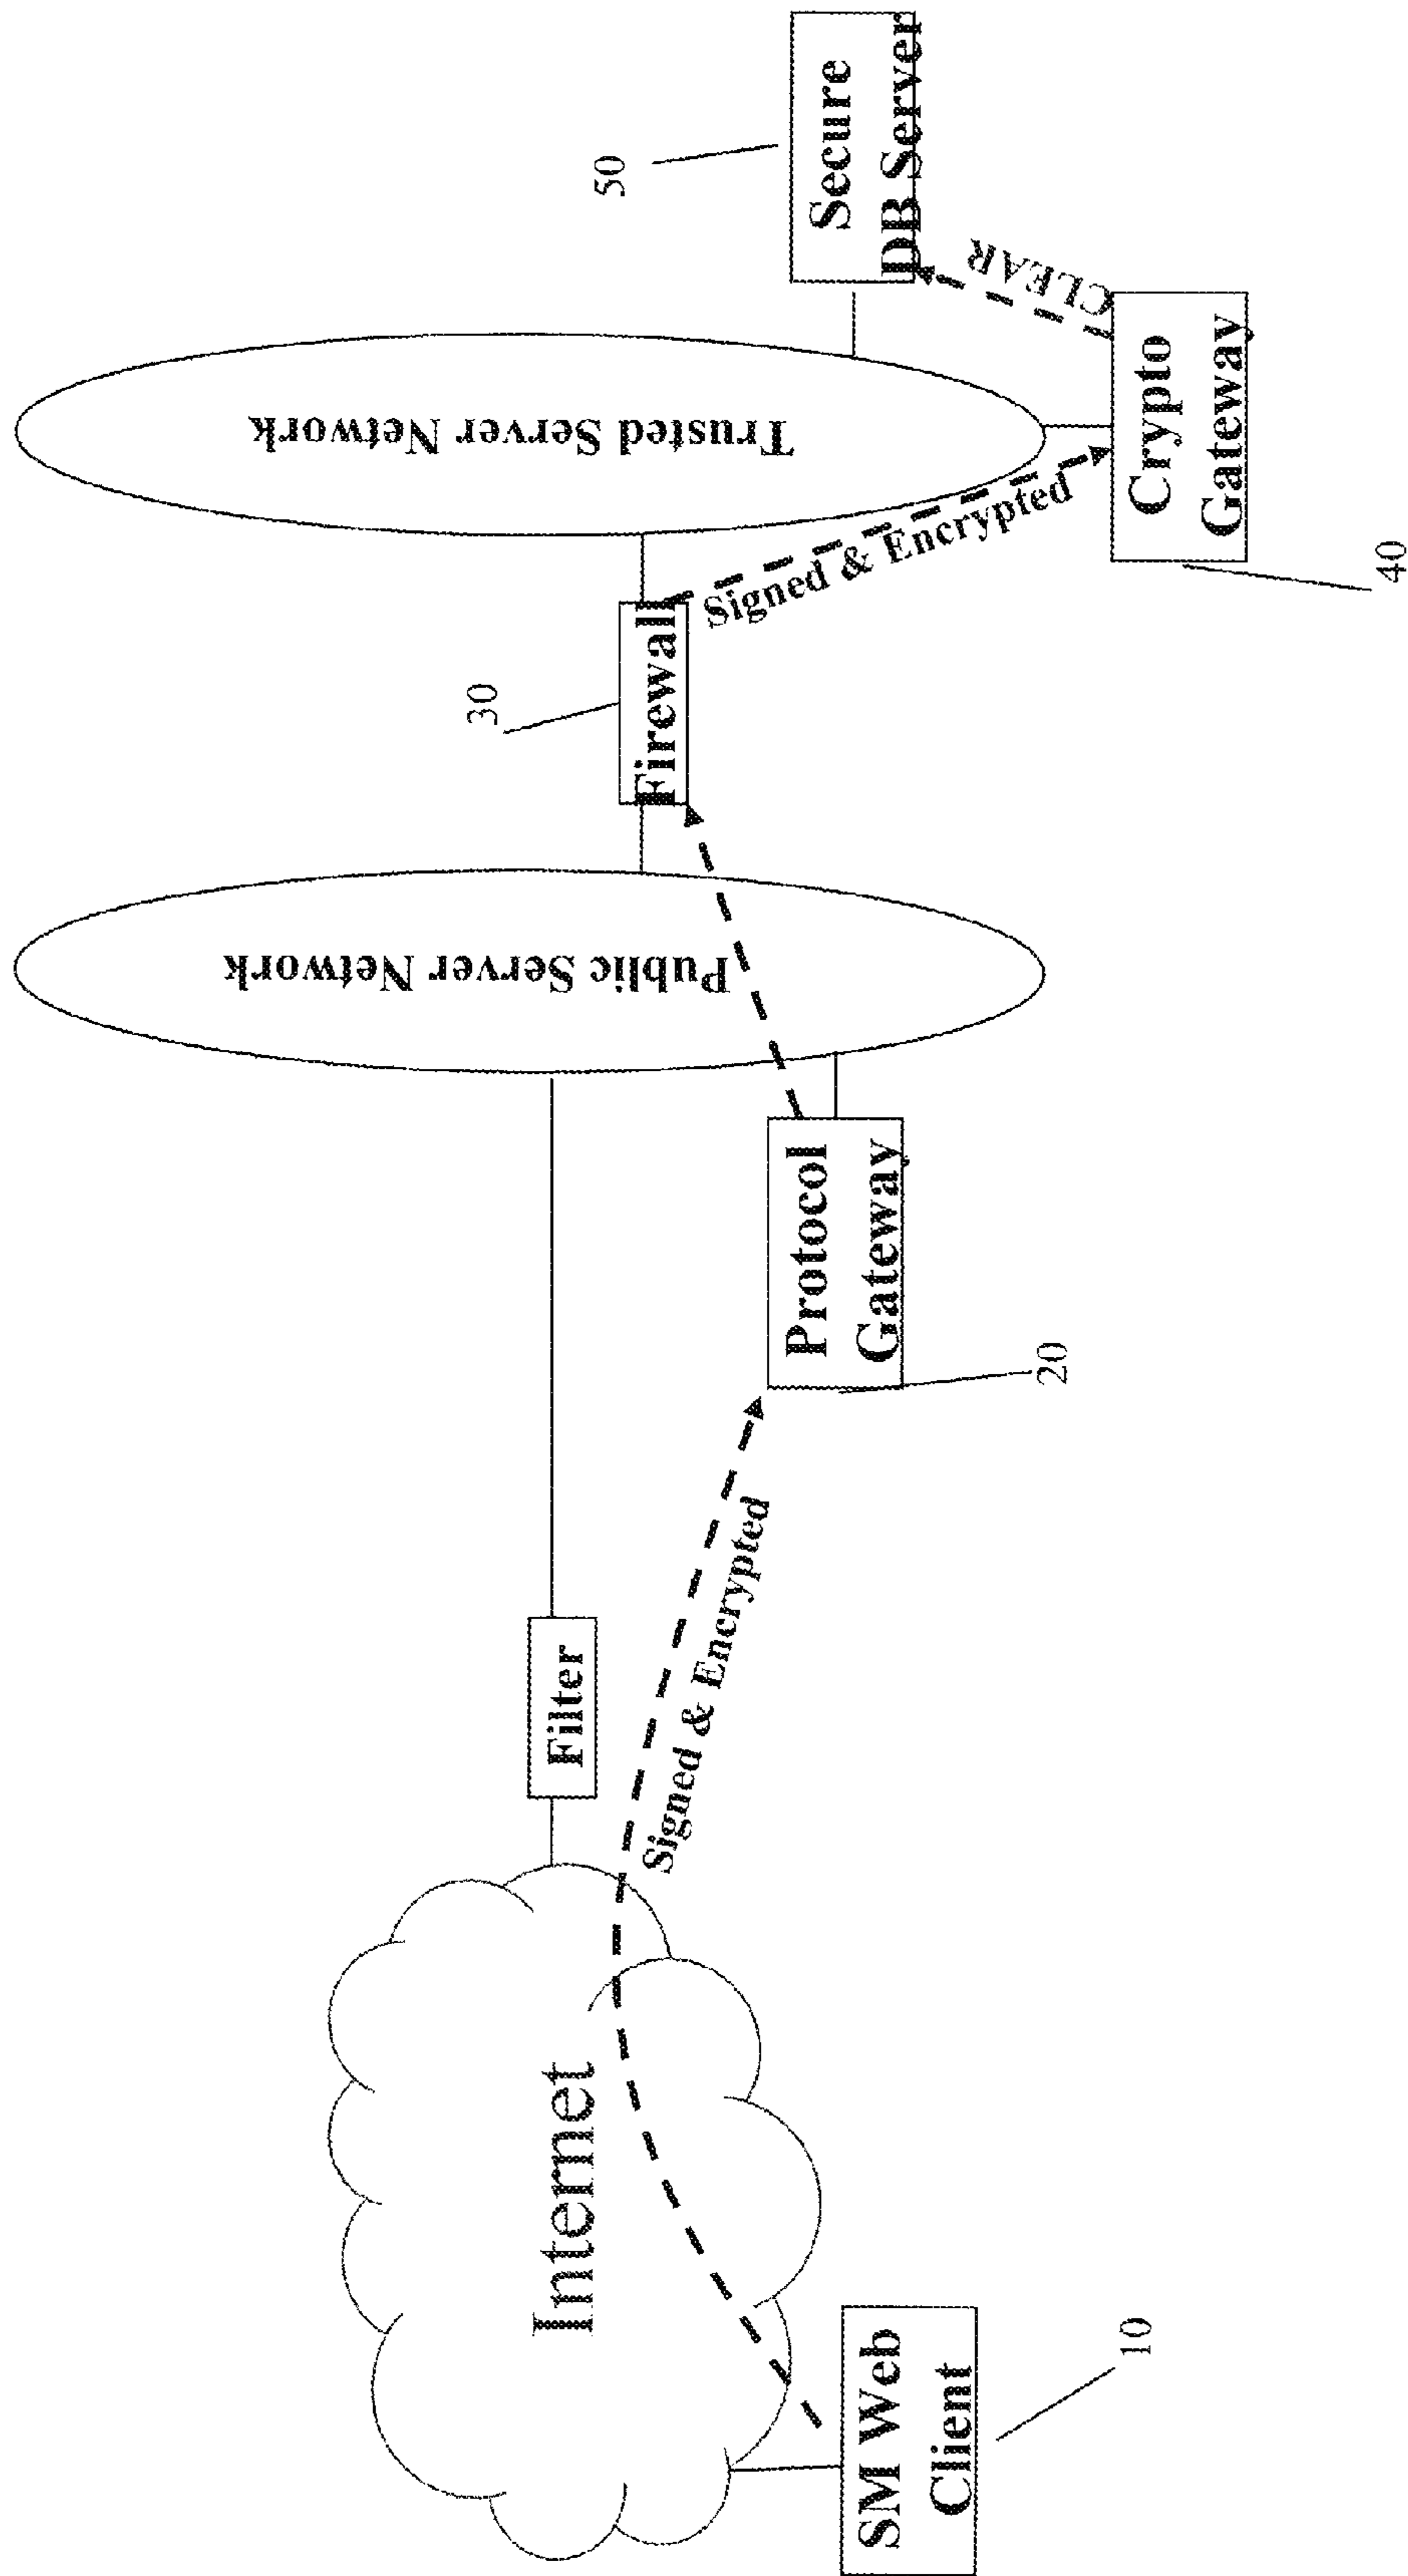 Internet
SM Web
Client
10
Filter
Signed & Encrypted
Protocol
Gateway
20
Public Server Network
Firewall
30
Trusted Server Network
Signed & Encrypted
Crypto
Gateway
40
CLEAR
Secure
DB Server
50